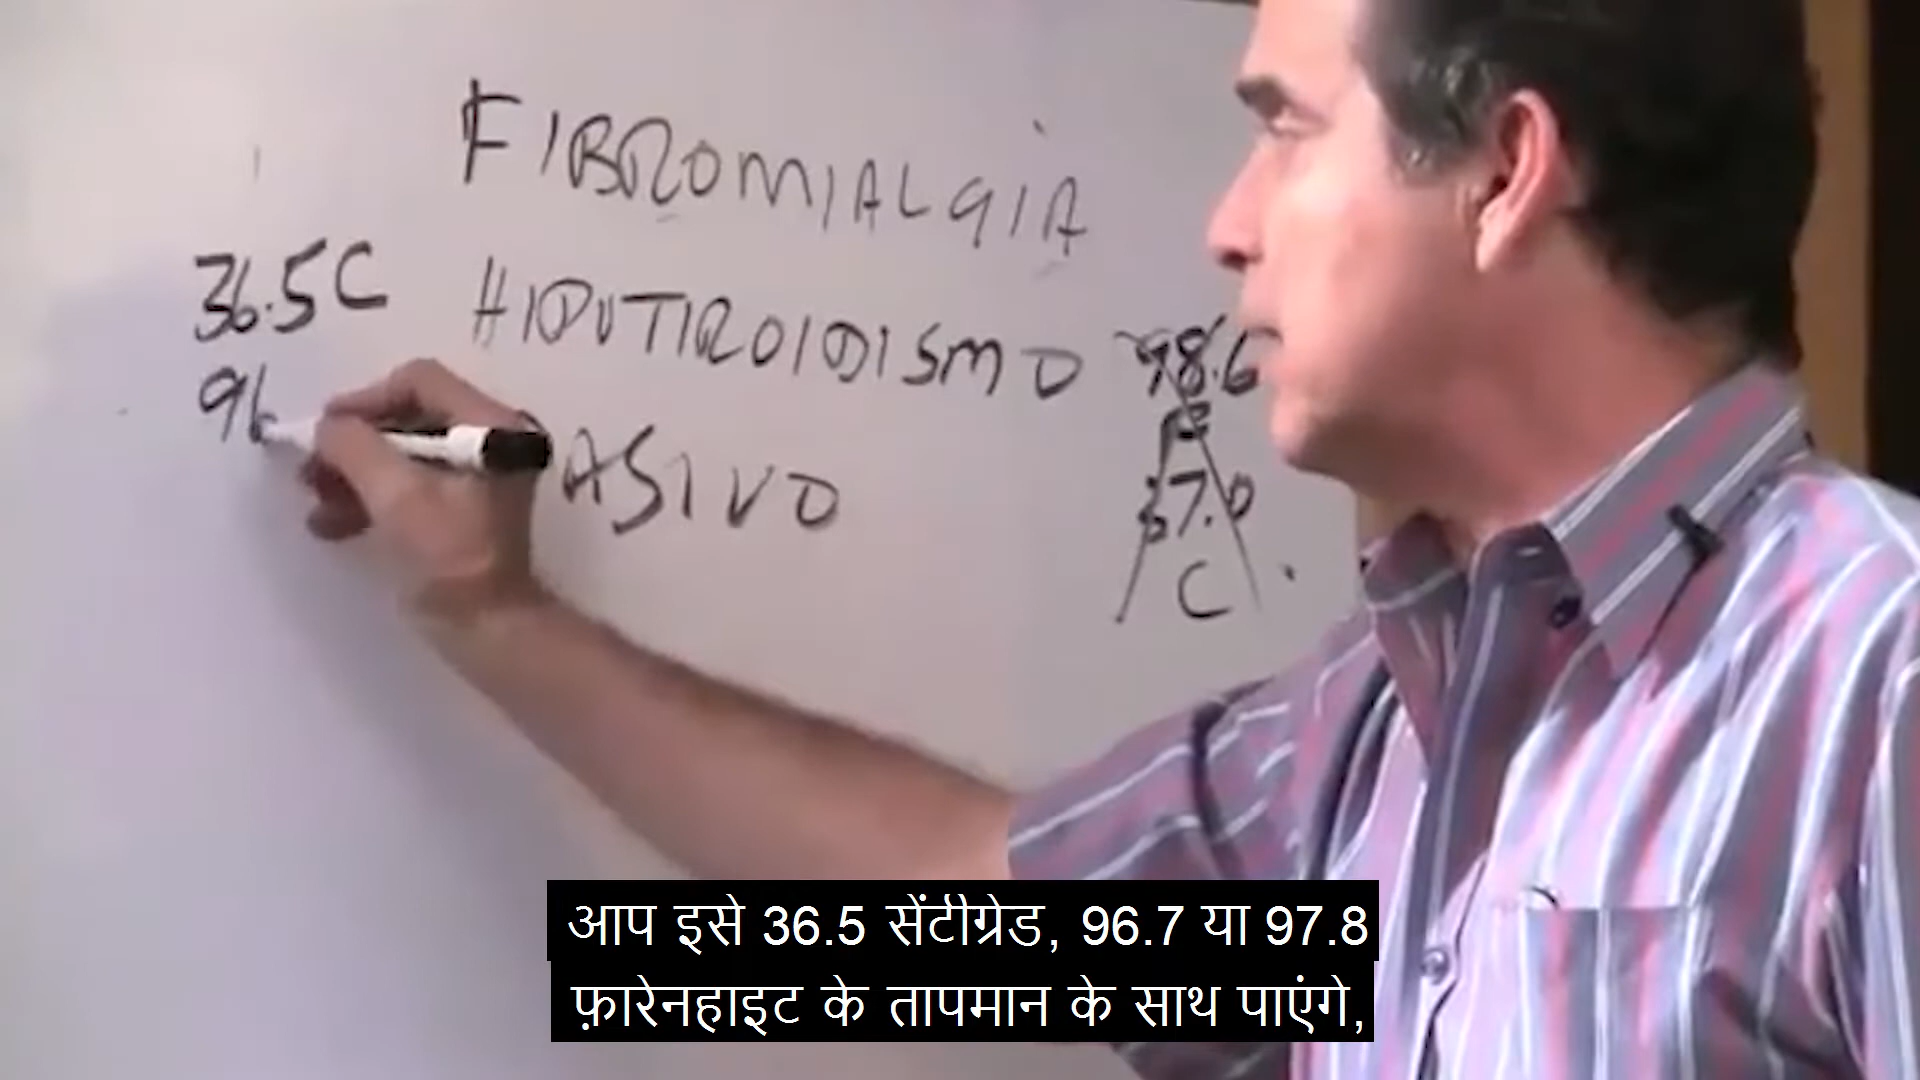 FIBROMIALGIA
36.5C
HIPOTIROIDISMO
98.6
F
96
PASIVO
37.0
C
आप इसे 36.5 सेंटीग्रेड, 96.7 या 97.8
फ़ारेनहाइट के तापमान के साथ पाएंगे,